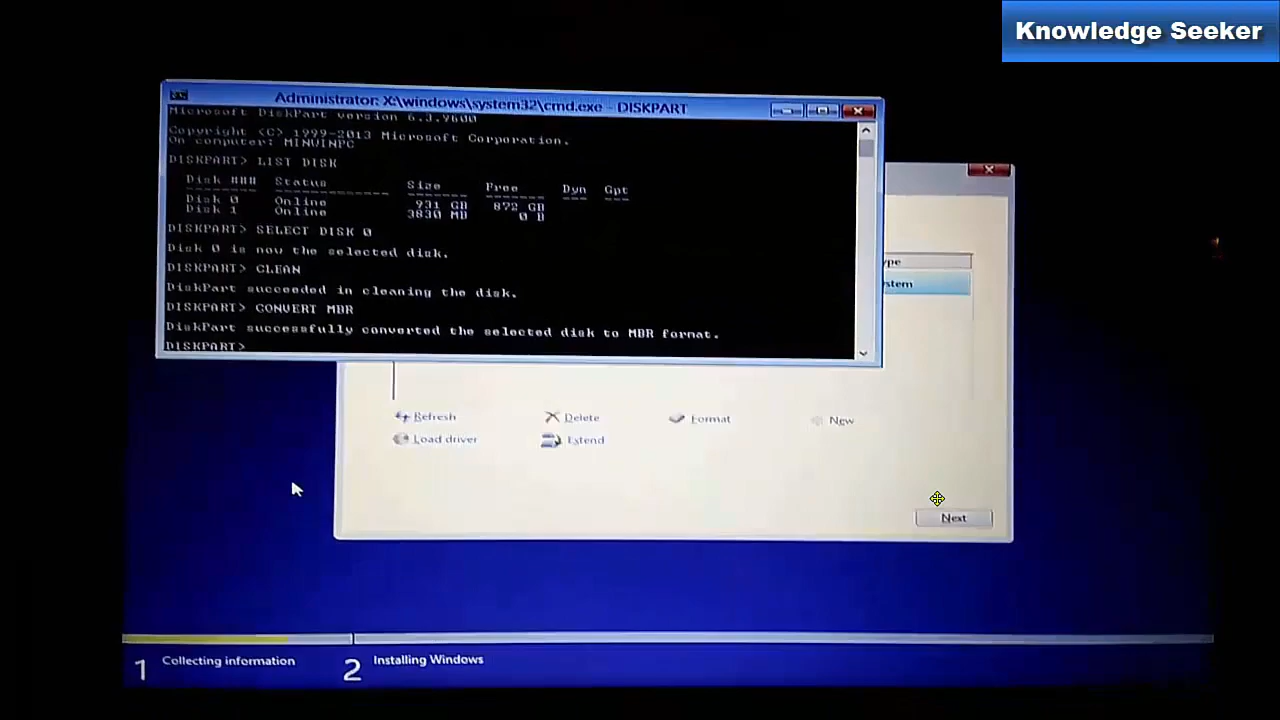 Knowledge Seeker
Administrator: X:\windows\system32\cmd.exe - DISKPART
Microsoft DiskPart version 6.3.9600
Copyright (C) 1999-2013 Microsoft Corporation.
On computer: MININPC
DISKPART> LIST DISK
Disk ### Status Size Free Dyn Gpt
Disk 0 Online 931 GB 872 GB
Disk 1 Online 3830 MB 0 B
DISKPART> SELECT DISK 0
Disk 0 is now the selected disk.
DISKPART> CLEAN
DiskPart succeeded in cleaning the disk.
DISKPART> CONVERT MBR
DiskPart successfully converted the selected disk to MBR format.
DISKPART>
ype
stem
Refresh Delete Format New
Load driver Extend
Next
1 Collecting information 2 Installing Windows